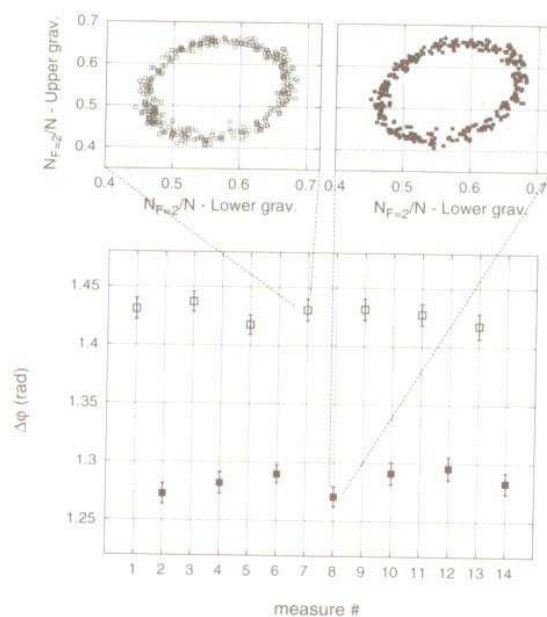 N_F=2/N - Upper grav.
0.7
0.6
0.5
0.4
0.4 0.5 0.6 0.7
0.4 0.5 0.6 0.7
N_F=2/N - Lower grav.
N_F=2/N - Lower grav.
Δφ (rad)
1.45
1.4
1.35
1.3
1.25
1 2 3 4 5 6 7 8 9 10 11 12 13 14
measure #